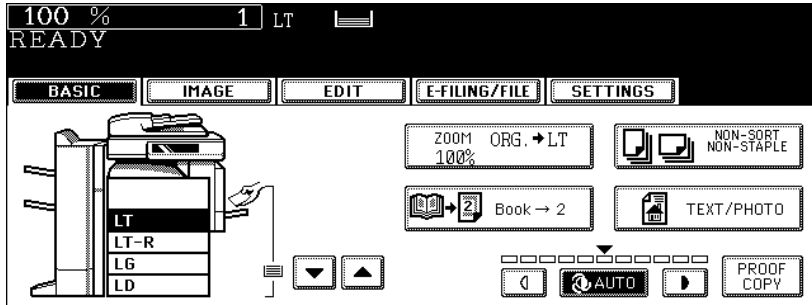 100 % 1 LT
READY
BASIC IMAGE EDIT E-FILING/FILE SETTINGS
ZOOM ORG.➔LT
100%
NON-SORT
NON-STAPLE
2 Book → 2
TEXT/PHOTO
LT
LT-R
LG
LD
AUTO
PROOF
COPY